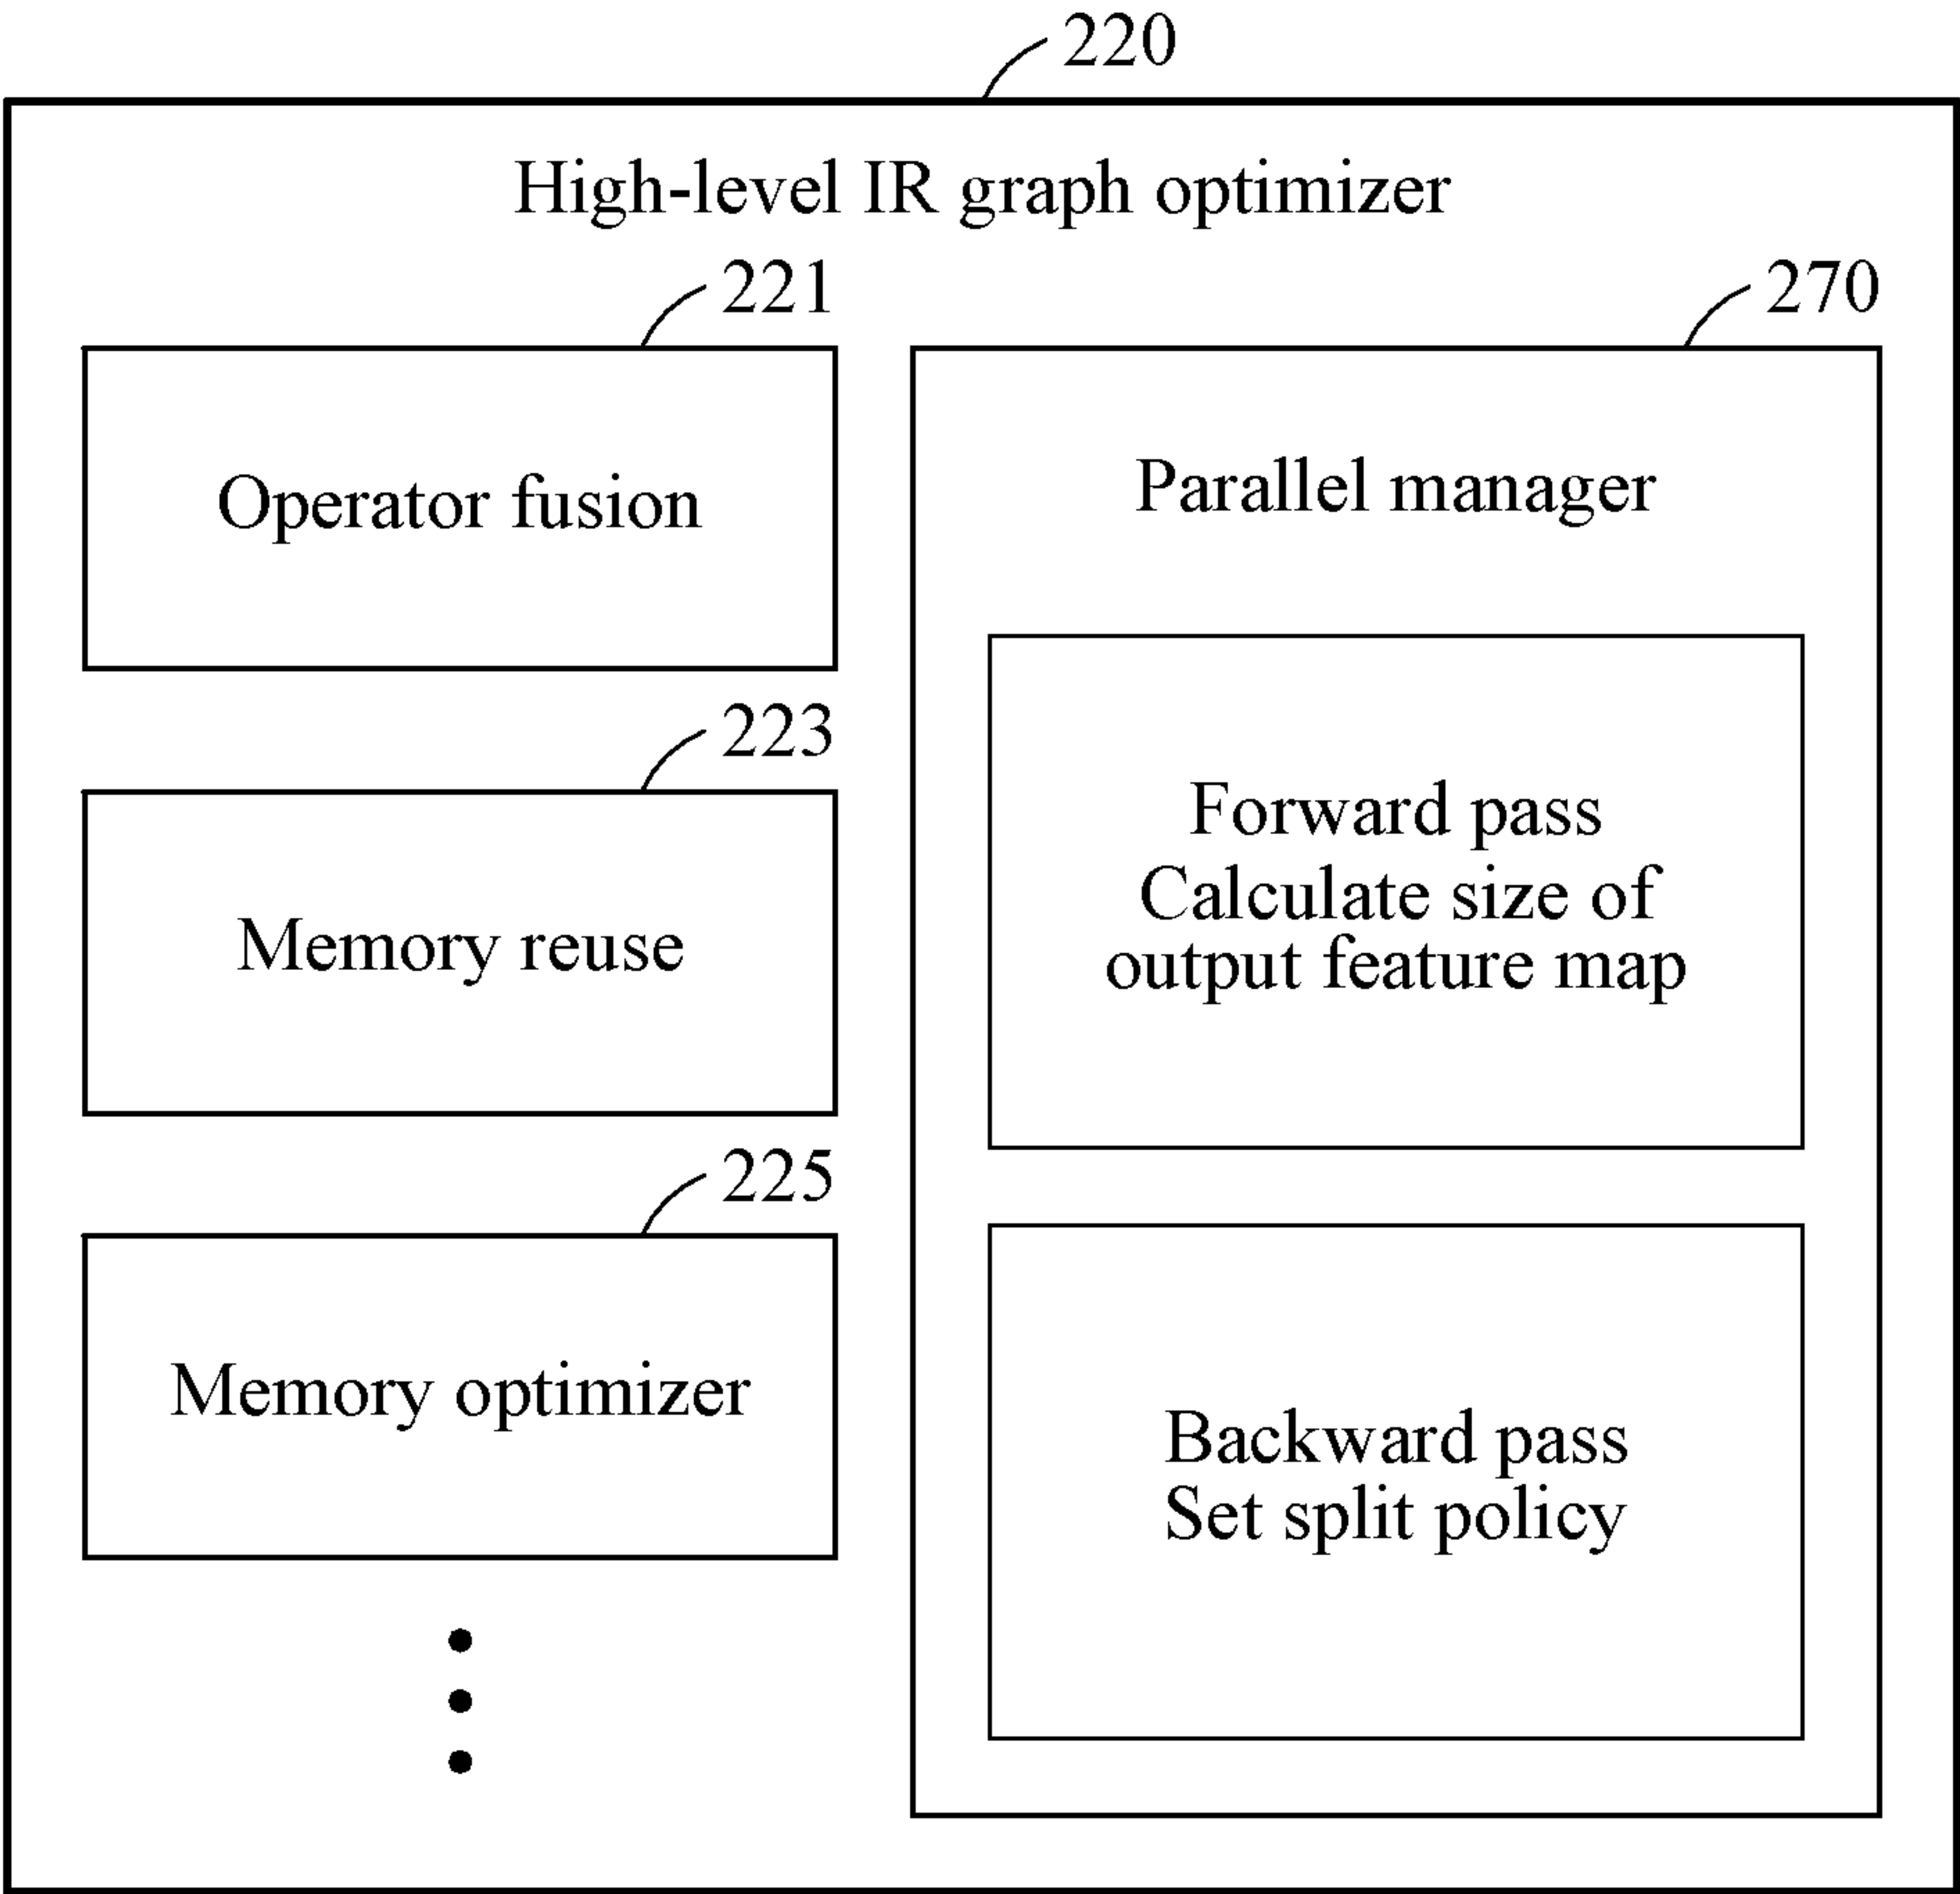 220
High-level IR graph optimizer
221
270
Operator fusion
Parallel manager
223
Memory reuse
Forward pass
Calculate size of
output feature map
225
Memory optimizer
Backward pass
Set split policy